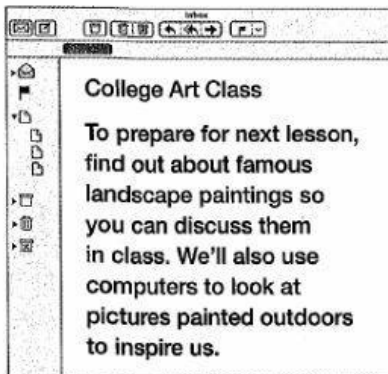 Inbox
College Art Class
To prepare for next lesson,
find out about famous
landscape paintings so
you can discuss them
in class. We'll also use
computers to look at
pictures painted outdoors
to inspire us.